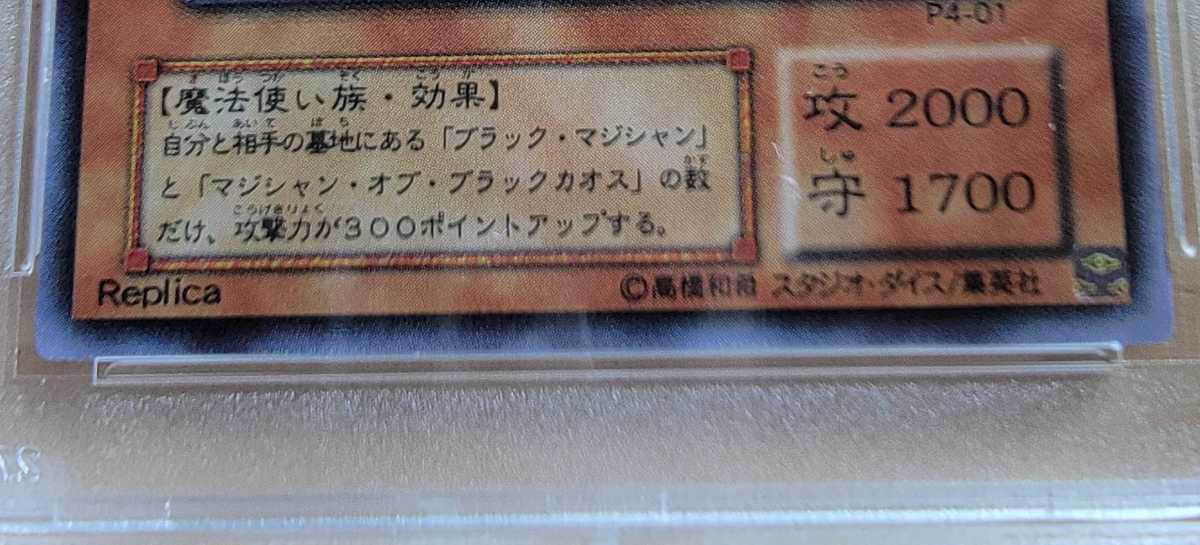 P4-01
【魔法使い族・効果】
自分と相手の墓地にある「ブラック・マジシャン」
と「マジシャン・オブ・ブラックカオス」の数
だけ、攻撃力が300ポイントアップする。
攻 2000
守 1700
Replica
©高橋和希 スタジオ・ダイス/集英社